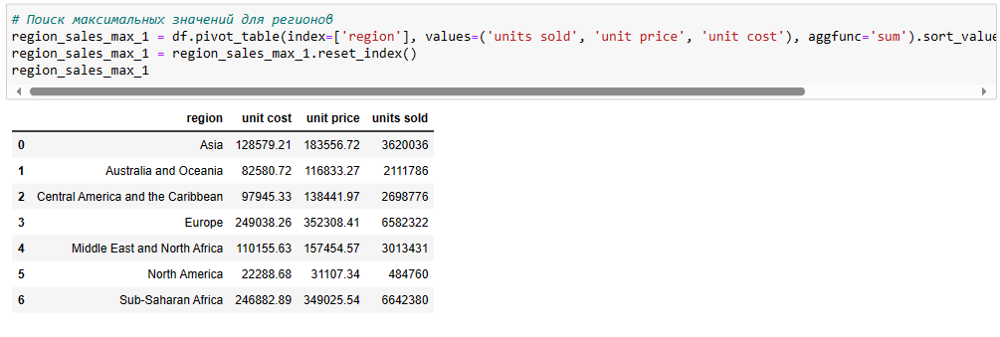 # Поиск максимальных значений для регионов
region_sales_max_1 = df.pivot_table(index=['region'], values=('units sold', 'unit price', 'unit cost'), aggfunc='sum').sort_value
region_sales_max_1 = region_sales_max_1.reset_index()
region_sales_max_1
region unit cost unit price units sold
0 Asia 128579.21 183556.72 3620036
1 Australia and Oceania 82580.72 116833.27 2111786
2 Central America and the Caribbean 97945.33 138441.97 2698776
3 Europe 249038.26 352308.41 6582322
4 Middle East and North Africa 110155.63 157454.57 3013431
5 North America 22288.68 31107.34 484760
6 Sub-Saharan Africa 246882.89 349025.54 6642380